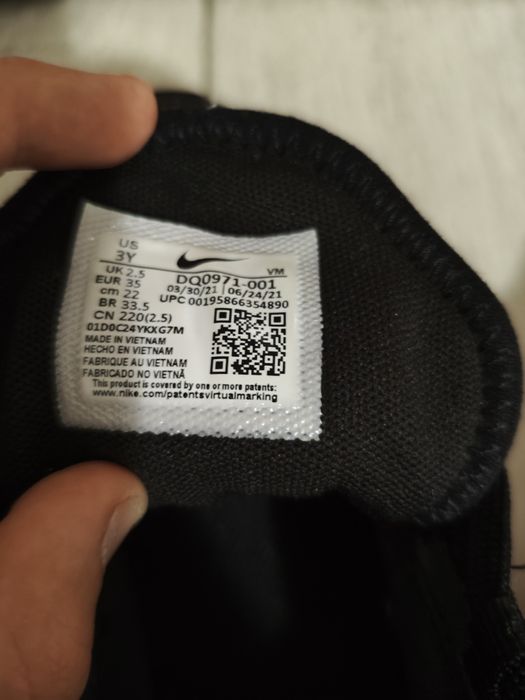 US
3Y
UK 2.5
EUR 35
cm 22
BR 33.5
CN 220(2.5)
VM
DQ0971-001
03/30/21 | 06/24/21
UPC 00195866354890
01D0C24YKXG7M
MADE IN VIETNAM
HECHO EN VIETNAM
FABRIQUE AU VIETNAM
FABRICADO NO VIETNÃ
This product is covered by one or more patents:
www.nike.com/patentsvirtualmarking